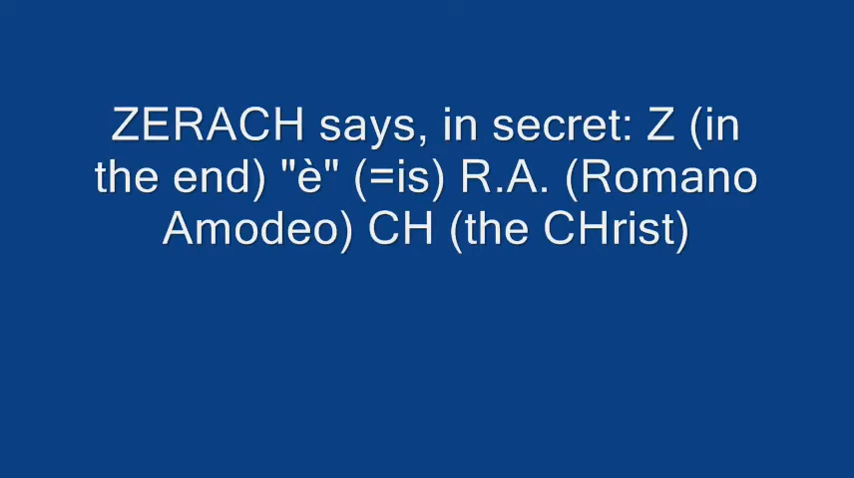 ZERACH says, in secret: Z (in
the end) "è" (=is) R.A. (Romano
Amodeo) CH (the CHrist)